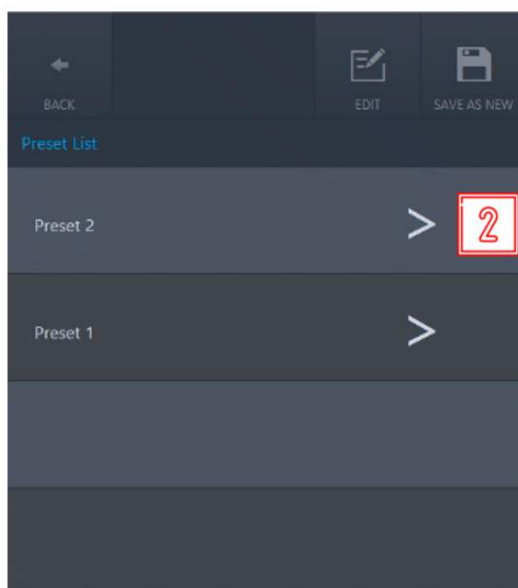 BACK
EDIT
SAVE AS NEW
Preset List
Preset 2
2
Preset 1